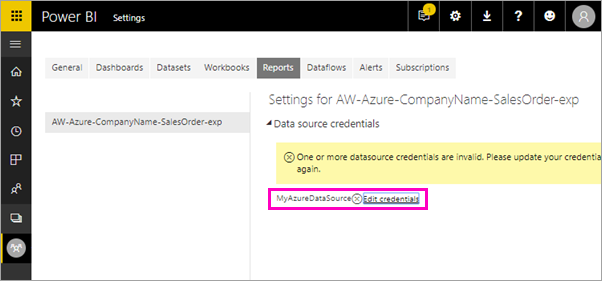 Power BI Settings 1
General Dashboards Datasets Workbooks Reports Dataflows Alerts Subscriptions
Settings for AW-Azure-CompanyName-SalesOrder-exp
AW-Azure-CompanyName-SalesOrder-exp
Data source credentials
One or more datasource credentials are invalid. Please update your credentia
again.
MyAzureDataSource Edit credentials